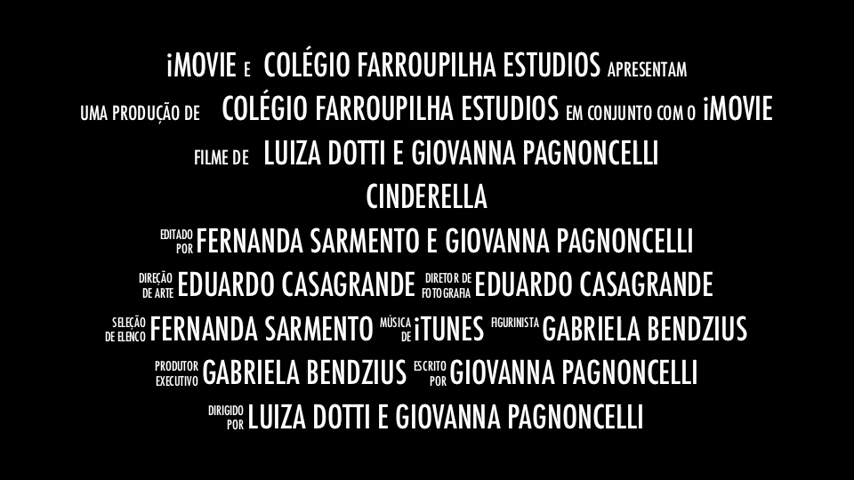 iMOVIE E COLÉGIO FARROUPILHA ESTUDIOS APRESENTAM
UMA PRODUÇÃO DE COLÉGIO FARROUPILHA ESTUDIOS EM CONJUNTO COM O iMOVIE
FILME DE LUIZA DOTTI E GIOVANNA PAGNONCELLI
CINDERELLA
EDITADO POR FERNANDA SARMENTO E GIOVANNA PAGNONCELLI
DIREÇÃO DE ARTE EDUARDO CASAGRANDE DIRETOR DE FOTOGRAFIA EDUARDO CASAGRANDE
SELEÇÃO DE ELENCO FERNANDA SARMENTO MÚSICA DE iTUNES FIGURINISTA GABRIELA BENDZIUS
PRODUTOR EXECUTIVO GABRIELA BENDZIUS ESCRITO POR GIOVANNA PAGNONCELLI
DIRIGIDO POR LUIZA DOTTI E GIOVANNA PAGNONCELLI